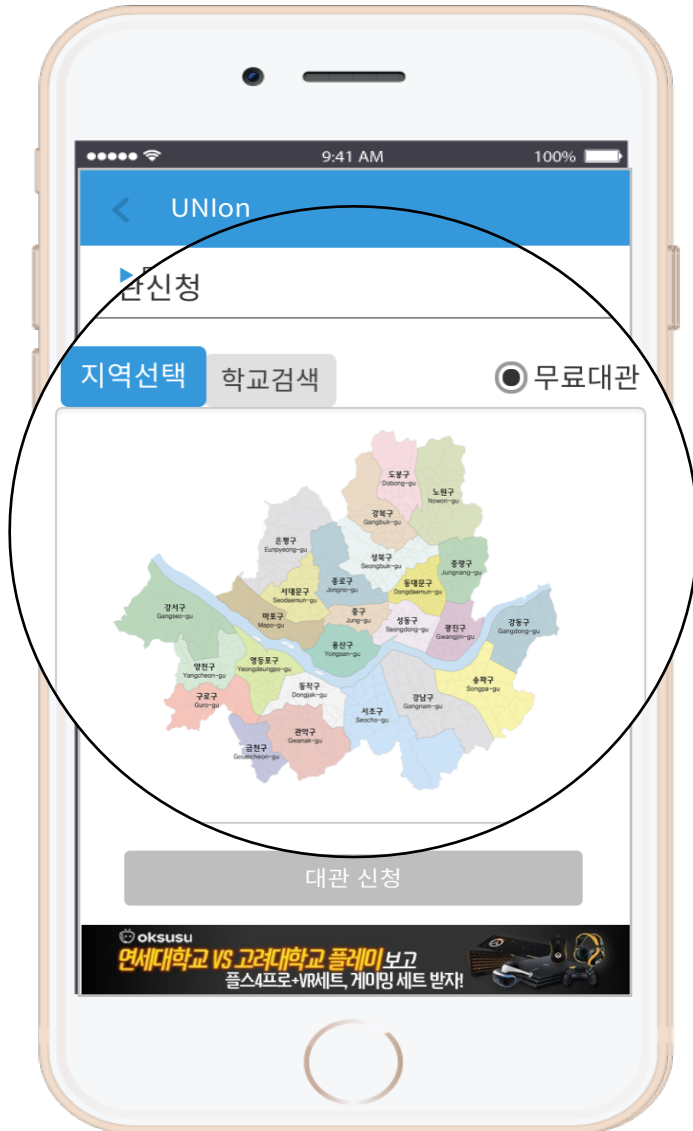 9:41 AM 100%
UNIon
관신청
지역선택 학교검색 무료대관
도봉구
Dobong-gu
노원구
Nowon-gu
강북구
Gangbuk-gu
은평구
Eunpyeong-gu
성북구
Seongbuk-gu
중랑구
Jungnang-gu
종로구
Jongno-gu
동대문구
Dongdaemun-gu
서대문구
Seodaemun-gu
강서구
Gangseo-gu
마포구
Mapo-gu
중구
Jung-gu
성동구
Seongdong-gu
광진구
Gwangjin-gu
강동구
Gangdong-gu
용산구
Yongsan-gu
양천구
Yangcheon-gu
영등포구
Yeongdeungpo-gu
동작구
Dongjak-gu
송파구
Songpa-gu
구로구
Guro-gu
강남구
Gangnam-gu
서초구
Seocho-gu
관악구
Gwanak-gu
금천구
Geumcheon-gu
대관 신청
oksusu
연세대학교 VS 고려대학교 플레이 보고
플스4프로+VR세트, 게이밍 세트 받자!